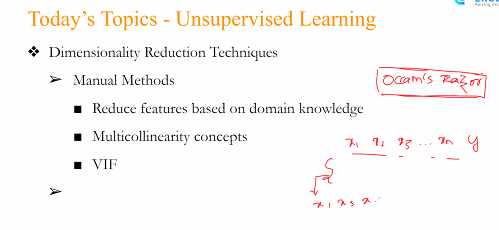 Today's Topics - Unsupervised Learning
❖ Dimensionality Reduction Techniques
➢ Manual Methods
Occam's Razor
■ Reduce features based on domain knowledge
■ Multicollinearity concepts
x₁ x₂ x₃ ... xₙ y
■ VIF
➢
x₁ x₃ x..